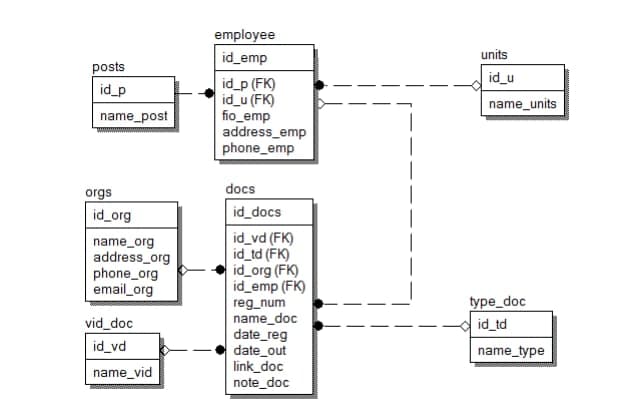 employee
id_emp
id_p (FK)
id_u (FK)
fio_emp
address_emp
phone_emp
posts
id_p
name_post
units
id_u
name_units
orgs
id_org
name_org
address_org
phone_org
email_org
docs
id_docs
id_vd (FK)
id_td (FK)
id_org (FK)
id_emp (FK)
reg_num
name_doc
date_reg
date_out
link_doc
note_doc
vid_doc
id_vd
name_vid
type_doc
id_td
name_type